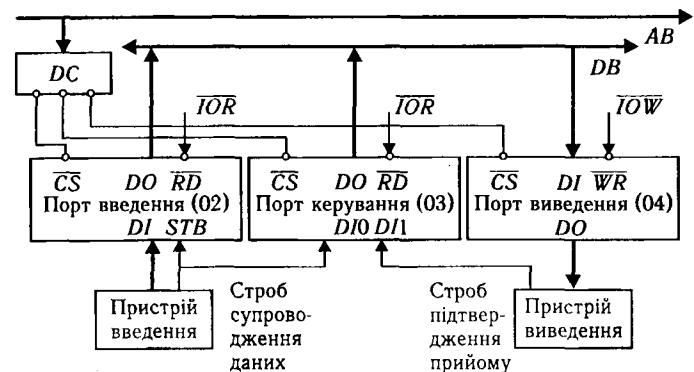 AB
DB
DC
IOR IOR IOW
CS DO RD CS DO RD CS DI WR
Порт введення (02) Порт керування (03) Порт виведення (04)
DI STB DI0 DI1 DO
Пристрій введення
Строб супрово-
дження
даних
Строб
підтвер-
дження
прийому
Пристрій
виведення